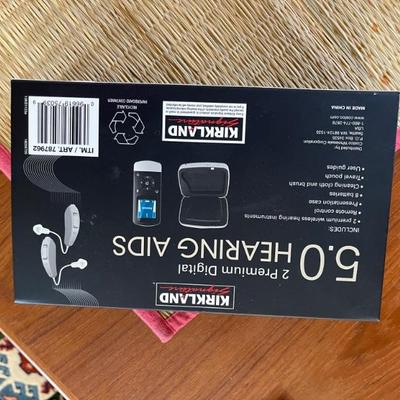 KIRKLAND
Signature
2 Premium Digital
5.0 HEARING AIDS
INCLUDES:
• 2 premium wireless hearing instruments
• Remote control
• Presentation case
• 8 batteries
• Cleaning cloth and brush
• Travel pouch
• User guides
ITM. / ART. 787962
RECYCLABLE
PAPERBOARD CONTAINER
KIRKLAND
Signature
Distributed by:
Costco Wholesale Corporation
P.O. Box 34535
Seattle, WA 98124-1535
USA
1-800-774-2678
www.costco.com
MADE IN CHINA